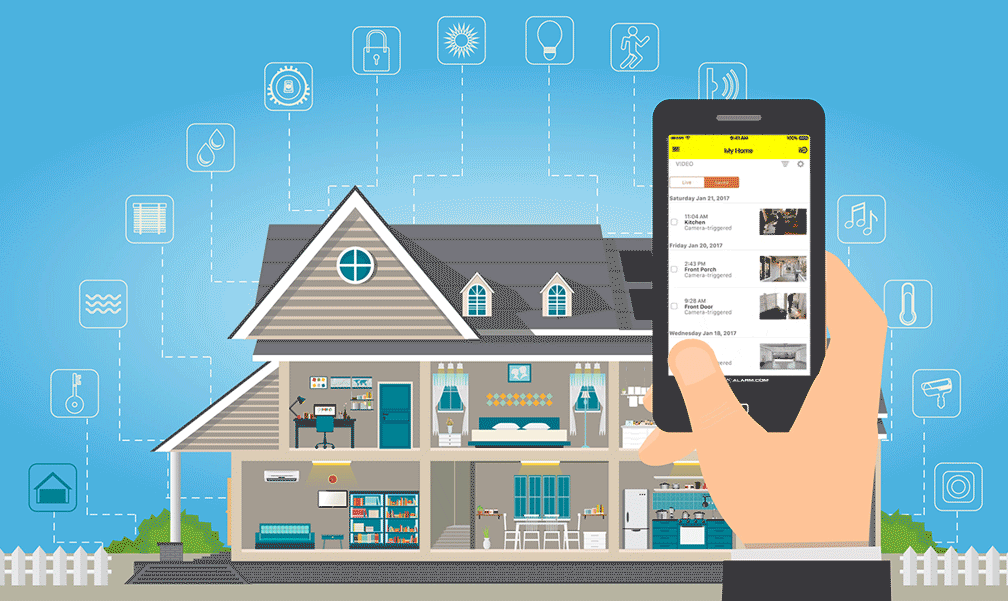 9:41 AM
100%
My Home
VIDEO
Live
Saturday Jan 21, 2017
11:04 AM
Kitchen
Camera-triggered
Friday Jan 20, 2017
2:43 PM
Front Porch
Camera-triggered
9:28 AM
Front Door
Camera-triggered
Wednesday Jan 18, 2017
ALARM.COM